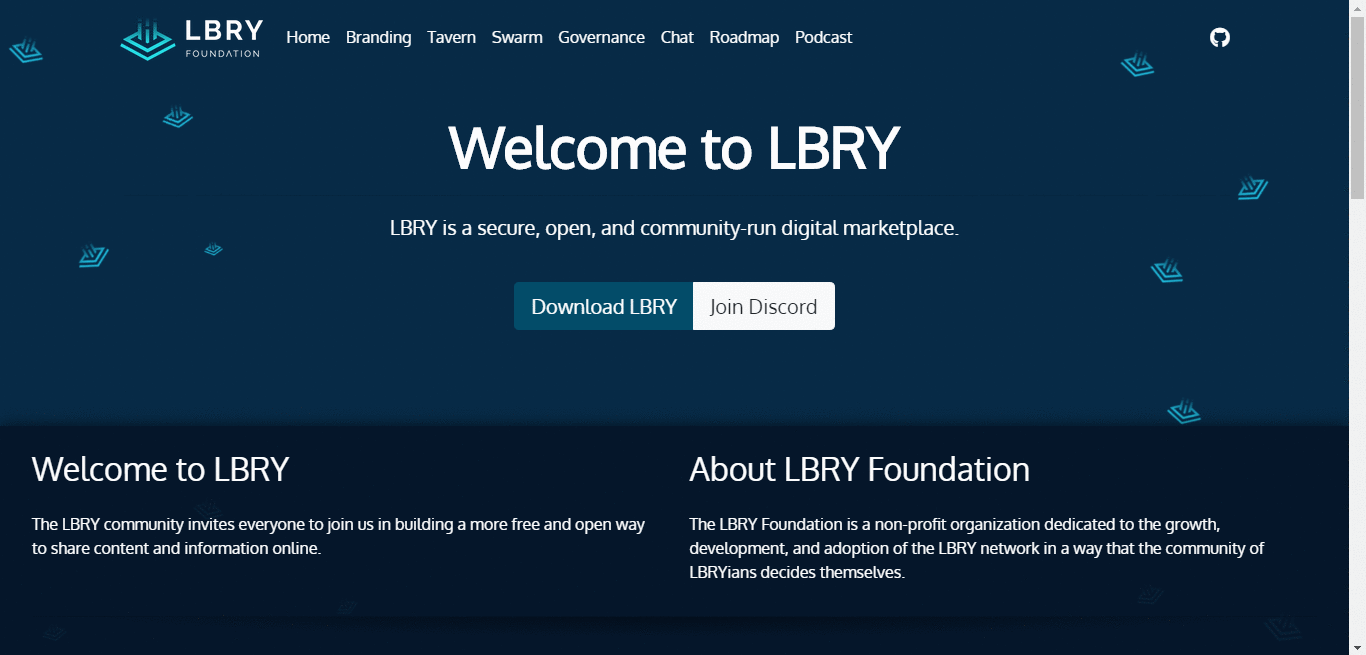 LBRY
FOUNDATION
Home Branding Tavern Swarm Governance Chat Roadmap Podcast
Welcome to LBRY
LBRY is a secure, open, and community-run digital marketplace.
Download LBRY Join Discord
Welcome to LBRY
The LBRY community invites everyone to join us in building a more free and open way
to share content and information online.
About LBRY Foundation
The LBRY Foundation is a non-profit organization dedicated to the growth,
development, and adoption of the LBRY network in a way that the community of
LBRYians decides themselves.